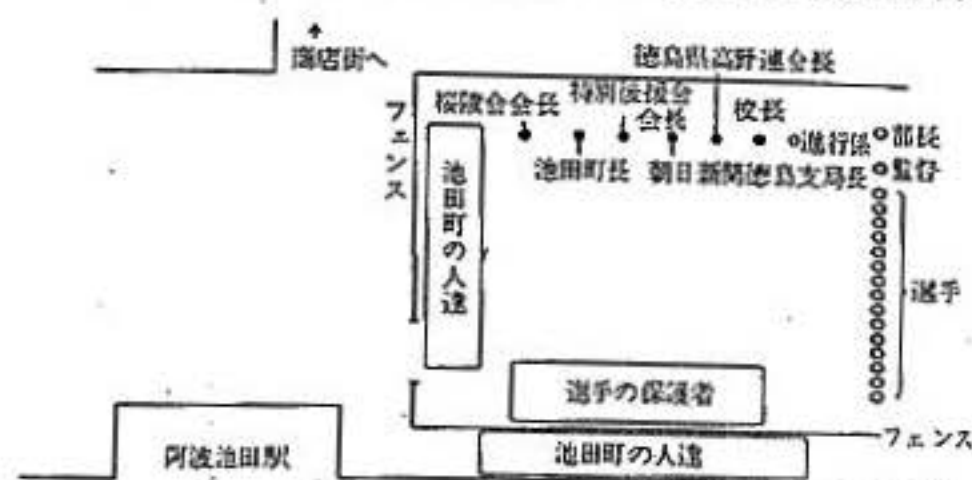 商店街へ
徳島県高野連会長
フェンス
桜陵会会長
特別後援会
会長
校長
進行係
部長
池田町長
朝日新聞徳島支局長
監督
池田町の人達
選手
選手の保護者
フェンス
阿波池田駅
池田町の人達